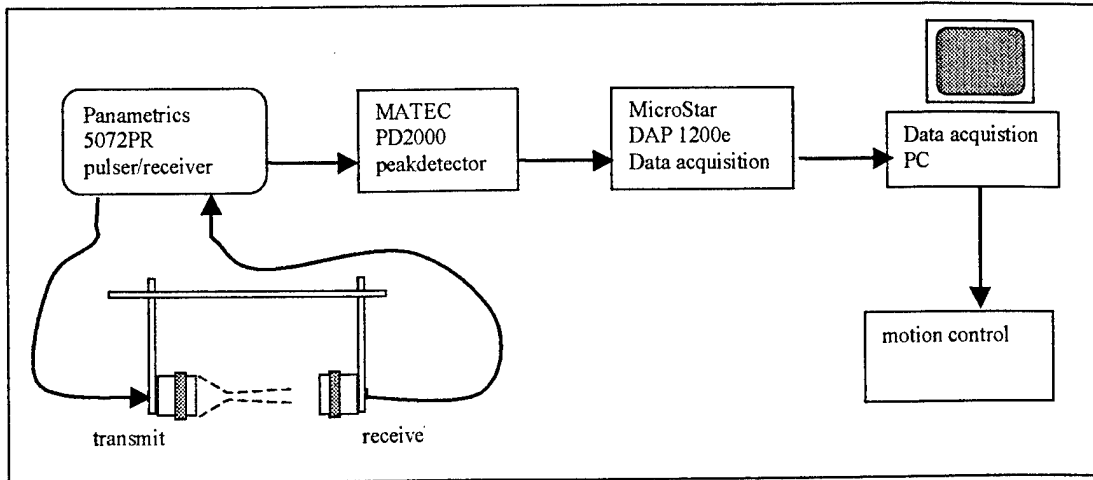 Panametrics
5072PR
pulser/receiver
MATEC
PD2000
peakdetector
MicroStar
DAP 1200e
Data acquisition
Data acquistion
PC
motion control
transmit
receive